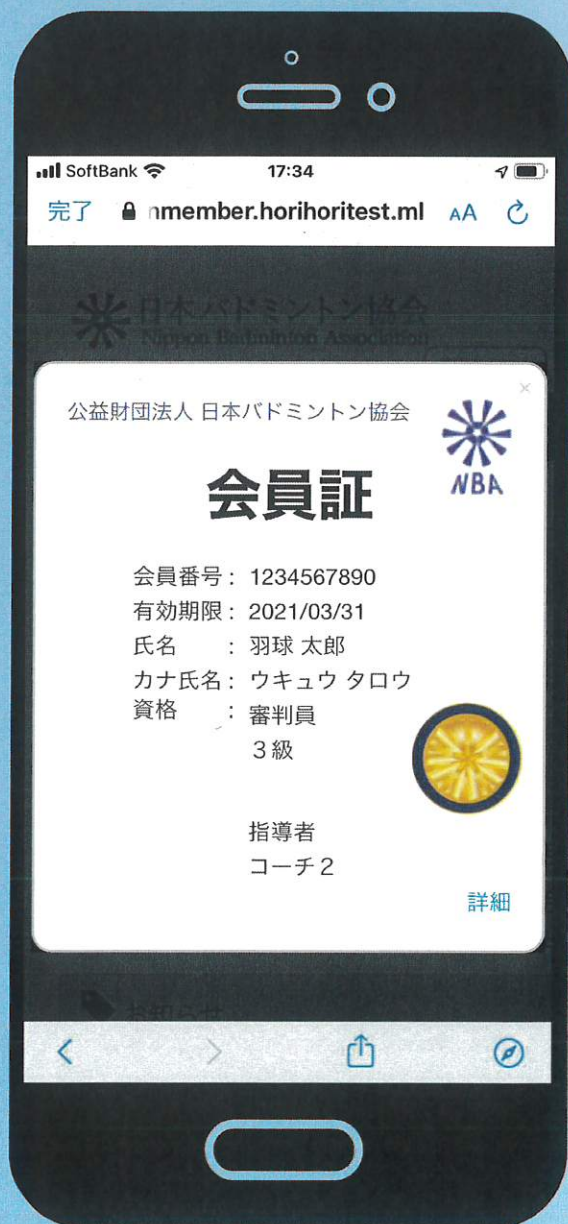 SoftBank 17:34
完了 nmember.horihoritest.ml AA
日本バドミントン協会
Nippon Badminton Association
公益財団法人 日本バドミントン協会
NBA
会員証
会員番号： 1234567890
有効期限： 2021/03/31
氏名　　： 羽球 太郎
カナ氏名： ウキュウ タロウ
資格　　： 審判員
３級
指導者
コーチ２
詳細
お知らせ